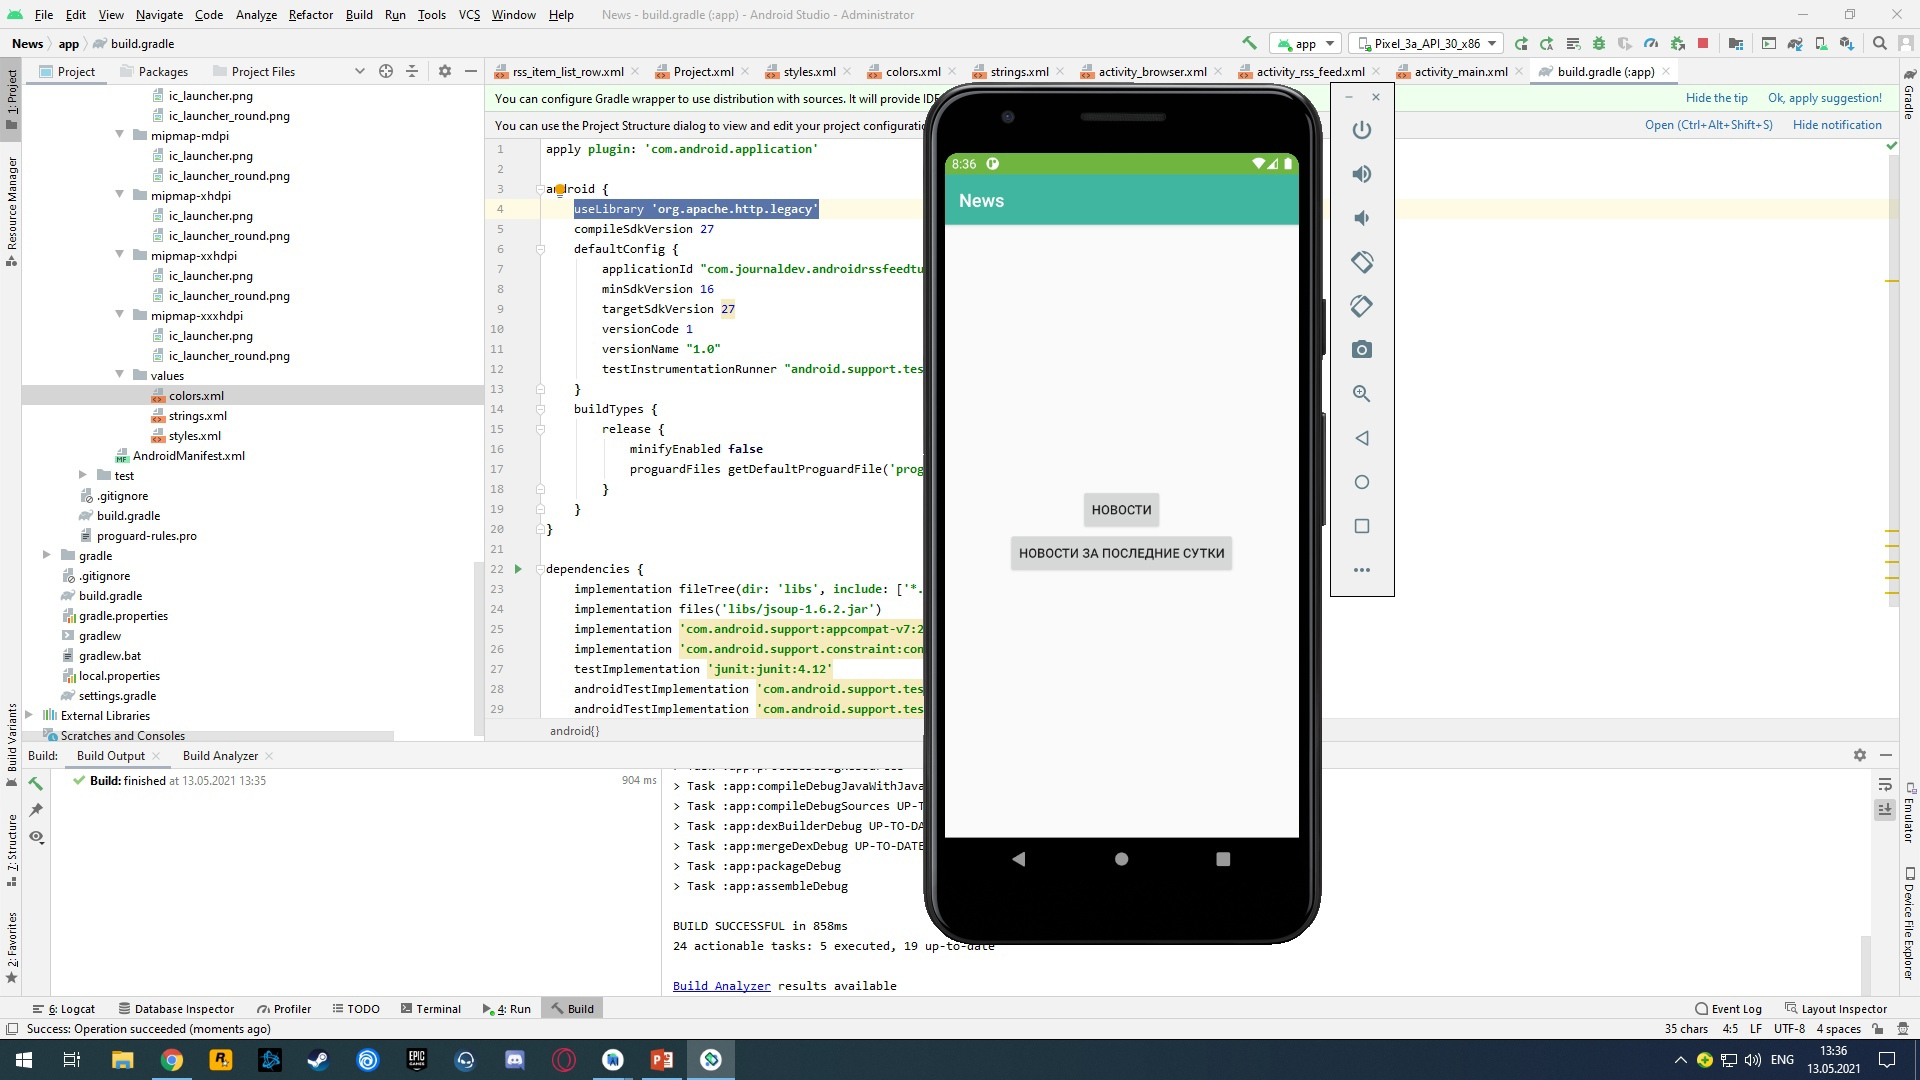 File Edit View Navigate Code Analyze Refactor Build Run Tools VCS Window Help News - build.gradle (:app) - Android Studio - Administrator
News app build.gradle app Pixel_3a_API_30_x86
Project Packages Project Files
rss_item_list_row.xml Project.xml styles.xml colors.xml strings.xml activity_browser.xml activity_rss_feed.xml activity_main.xml build.gradle (:app)
You can configure Gradle wrapper to use distribution with sources. It will provide IDE Hide the tip Ok, apply suggestion!
You can use the Project Structure dialog to view and edit your project configuratio Open (Ctrl+Alt+Shift+S) Hide notification
1: Project
Resource Manager
Build Variants
7: Structure
2: Favorites
ic_launcher.png
ic_launcher_round.png
mipmap-mdpi
ic_launcher.png
ic_launcher_round.png
mipmap-xhdpi
ic_launcher.png
ic_launcher_round.png
mipmap-xxhdpi
ic_launcher.png
ic_launcher_round.png
mipmap-xxxhdpi
ic_launcher.png
ic_launcher_round.png
values
colors.xml
strings.xml
styles.xml
AndroidManifest.xml
test
.gitignore
build.gradle
proguard-rules.pro
gradle
.gitignore
build.gradle
gradle.properties
gradlew
gradlew.bat
local.properties
settings.gradle
External Libraries
Scratches and Consoles
1 apply plugin: 'com.android.application'
2
3 android {
4 useLibrary 'org.apache.http.legacy'
5 compileSdkVersion 27
6 defaultConfig {
7 applicationId "com.journaldev.androidrssfeedtu
8 minSdkVersion 16
9 targetSdkVersion 27
10 versionCode 1
11 versionName "1.0"
12 testInstrumentationRunner "android.support.tes
13 }
14 buildTypes {
15 release {
16 minifyEnabled false
17 proguardFiles getDefaultProguardFile('prog
18 }
19 }
20 }
21
22 dependencies {
23 implementation fileTree(dir: 'libs', include: ['*.
24 implementation files('libs/jsoup-1.6.2.jar')
25 implementation 'com.android.support:appcompat-v7:2
26 implementation 'com.android.support.constraint:con
27 testImplementation 'junit:junit:4.12'
28 androidTestImplementation 'com.android.support.tes
29 androidTestImplementation 'com.android.support.tes
android{}
8:36
News
НОВОСТИ
НОВОСТИ ЗА ПОСЛЕДНИЕ СУТКИ
Gradle
Emulator
Device File Explorer
Build: Build Output Build Analyzer
Build: finished at 13.05.2021 13:35 904 ms
> Task :app:compileDebugJavaWithJava
> Task :app:compileDebugSources UP-T
> Task :app:dexBuilderDebug UP-TO-DA
> Task :app:mergeDexDebug UP-TO-DATE
> Task :app:packageDebug
> Task :app:assembleDebug
BUILD SUCCESSFUL in 858ms
24 actionable tasks: 5 executed, 19 up-to-date
Build Analyzer results available
6: Logcat Database Inspector Profiler TODO Terminal 4: Run Build Event Log Layout Inspector
Success: Operation succeeded (moments ago) 35 chars 4:5 LF UTF-8 4 spaces
EPIC GAMES
ENG 13:36
13.05.2021